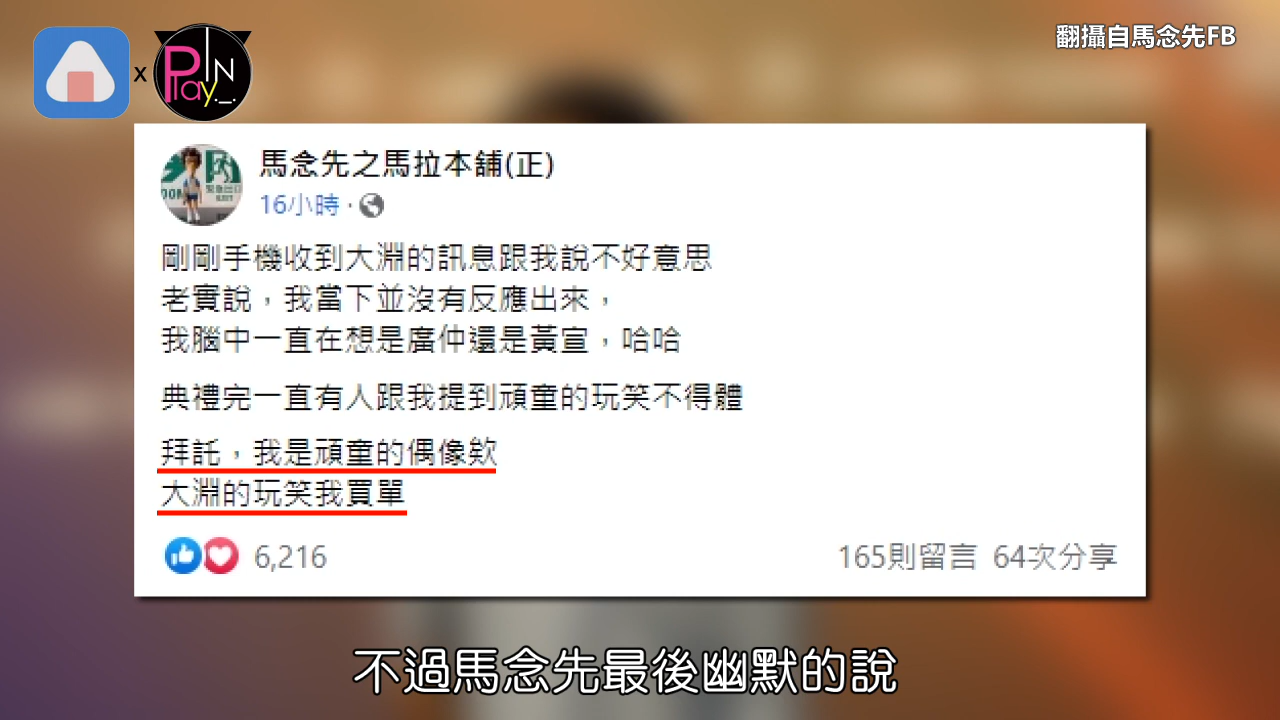 翻攝自馬念先FB
x
PlayIN._.
馬念先之馬拉本舖(正)
16小時·
剛剛手機收到大淵的訊息跟我說不好意思
老實說，我當下並沒有反應出來，
我腦中一直在想是廣仲還是黃宣，哈哈
典禮完一直有人跟我提到頑童的玩笑不得體
拜託，我是頑童的偶像欸
大淵的玩笑我買單
6,216
165則留言 64次分享
不過馬念先最後幽默的說